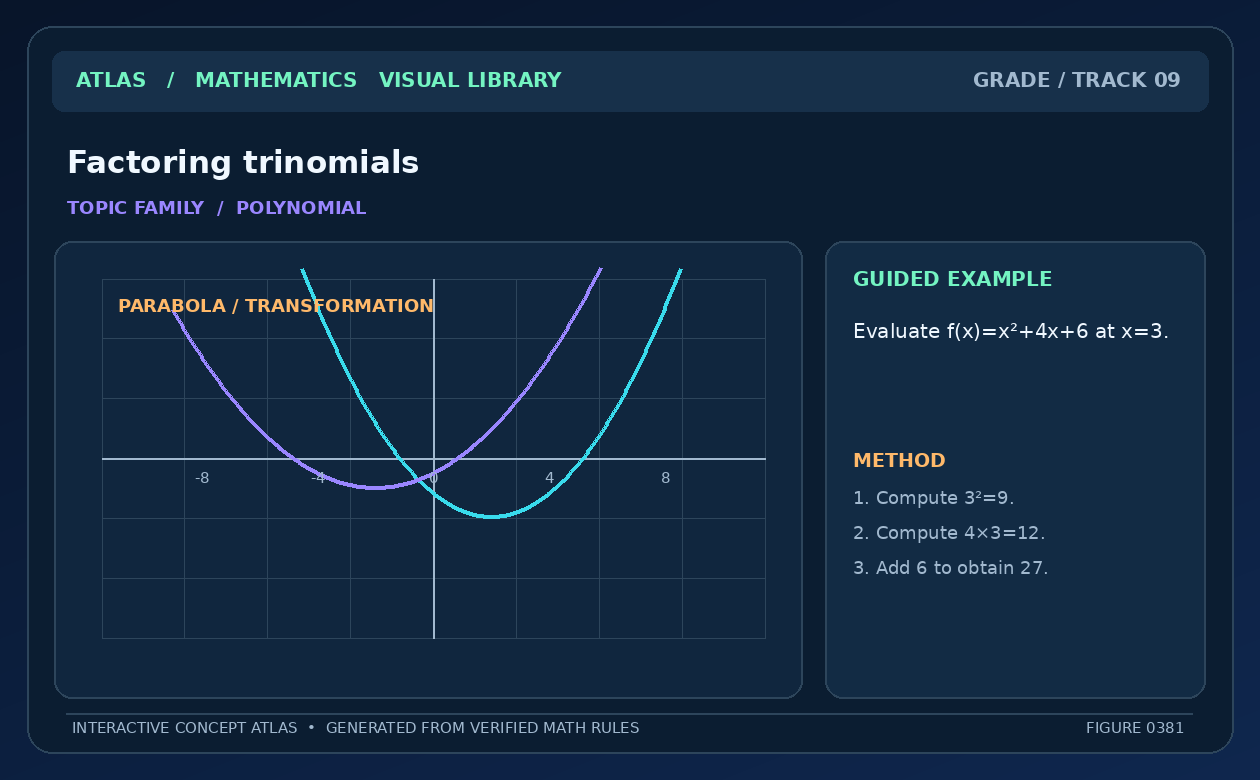 ATLAS / MATHEMATICS VISUAL LIBRARY
GRADE / TRACK 09
Factoring trinomials
TOPIC FAMILY / POLYNOMIAL
PARABOLA / TRANSFORMATION
-8 -4 0 4 8
GUIDED EXAMPLE
Evaluate f(x)=x²+4x+6 at x=3.
METHOD
1. Compute 3²=9.
2. Compute 4×3=12.
3. Add 6 to obtain 27.
INTERACTIVE CONCEPT ATLAS • GENERATED FROM VERIFIED MATH RULES
FIGURE 0381